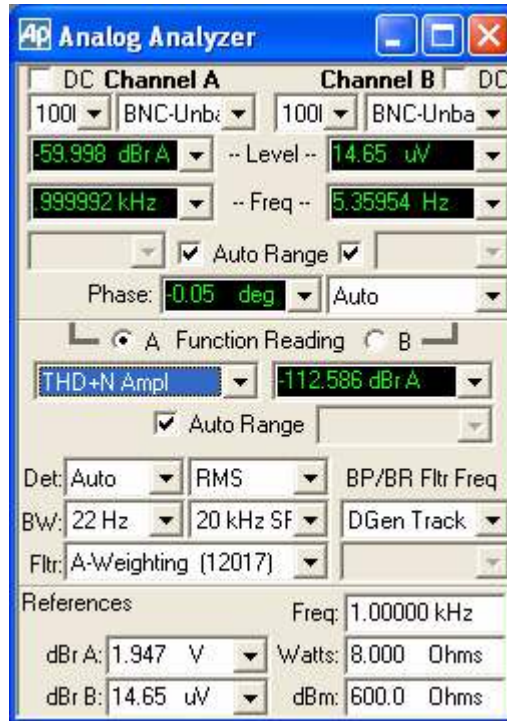 Ap Analog Analyzer
DC Channel A Channel B DC
100 BNC-Unba 100 BNC-Unba
-59.998 dBr A -- Level -- 14.65 uV
.999992 kHz -- Freq -- 5.35954 Hz
Auto Range
Phase: -0.05 deg Auto
A Function Reading B
THD+N Ampl -112.586 dBr A
Auto Range
Det: Auto RMS BP/BR Fltr Freq
BW: 22 Hz 20 kHz SP DGen Track
Fltr: A-Weighting (12017)
References Freq: 1.00000 kHz
dBr A: 1.947 V Watts: 8.000 Ohms
dBr B: 14.65 uV dBm: 600.0 Ohms